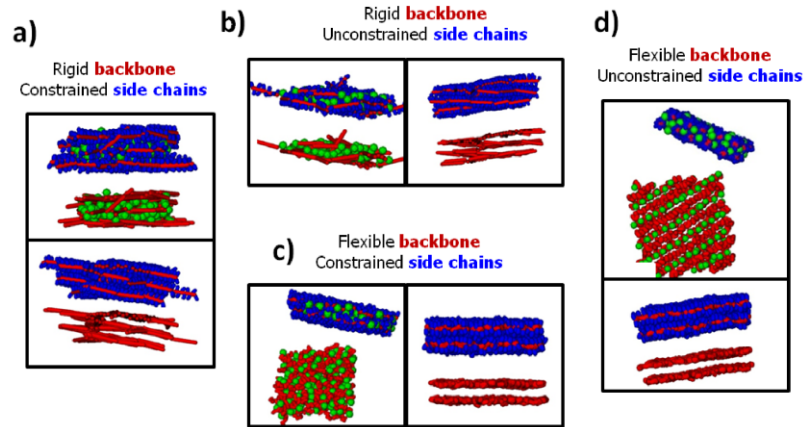 a)
Rigid backbone
Constrained side chains
b)
Rigid backbone
Unconstrained side chains
c)
Flexible backbone
Constrained side chains
d)
Flexible backbone
Unconstrained side chains